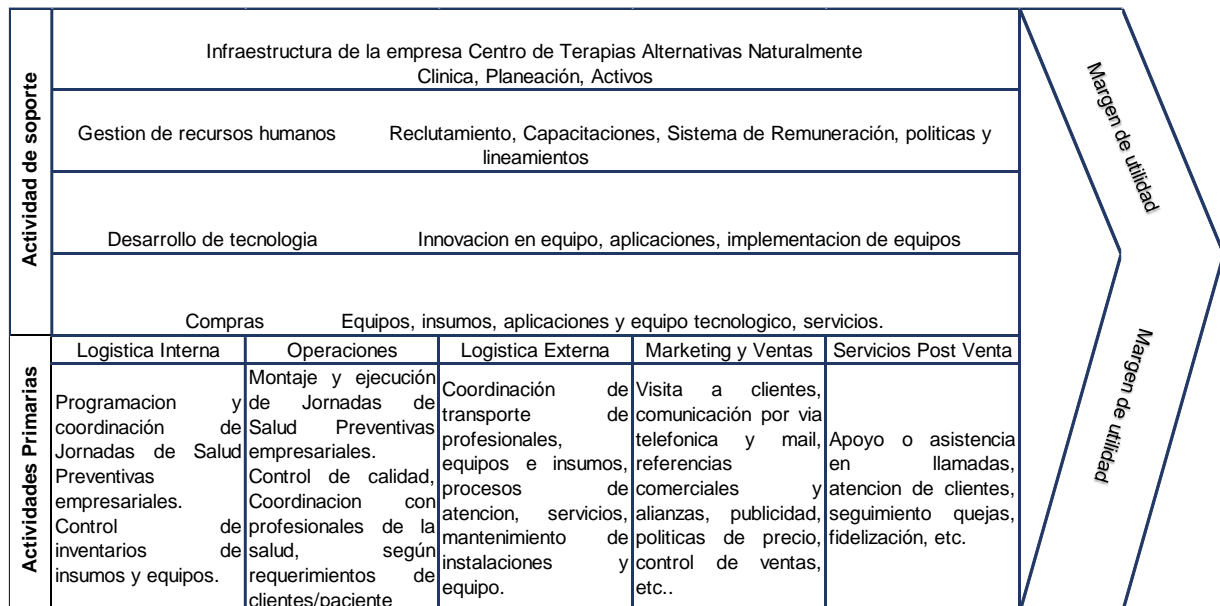 Actividad de soporte
Infraestructura de la empresa Centro de Terapias Alternativas Naturalmente
Clinica, Planeación, Activos
Gestion de recursos humanos Reclutamiento, Capacitaciones, Sistema de Remuneración, politicas y
lineamientos
Desarrollo de tecnologia Innovacion en equipo, aplicaciones, implementacion de equipos
Compras Equipos, insumos, aplicaciones y equipo tecnologico, servicios.
Margen de utilidad
Actividades Primarias
Logistica Interna
Programacion y
coordinación de
Jornadas de Salud
Preventivas
empresariales.
Control de
inventarios de
insumos y equipos.
Operaciones
Montaje y ejecución
de Jornadas de
Salud Preventivas
empresariales.
Control de calidad,
Coordinacion con
profesionales de la
salud, según
requerimientos de
clientes/paciente
Logistica Externa
Coordinación de
transporte de
profesionales,
equipos e insumos,
procesos de
atencion, servicios,
mantenimiento de
instalaciones y
equipo.
Marketing y Ventas
Visita a clientes,
comunicación por via
telefonica y mail,
referencias
comerciales y
alianzas, publicidad,
politicas de precio,
control de ventas,
etc..
Servicios Post Venta
Apoyo o asistencia
en llamadas,
atencion de clientes,
seguimiento quejas,
fidelización, etc.
Margen de utilidad